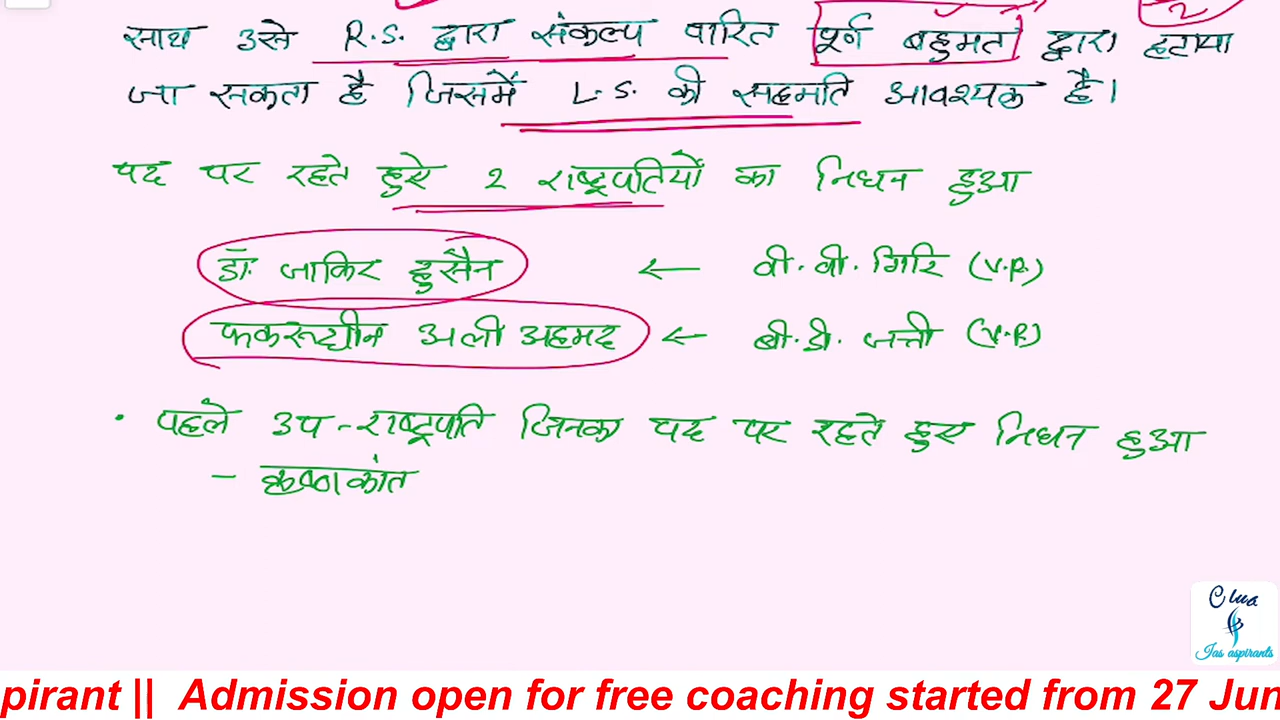 साथ उसे R.S. द्वारा संकल्प पारित पूर्ण बहुमत द्वारा हटाया
जा सकता है जिसमें L.S. की सहमति आवश्यक है।
पद पर रहते हुऐ 2 राष्ट्रपतियों का निधन हुआ
डॉ. जाकिर हुसैन ← वी. वी. गिरि (V.P.)
फकरूद्दीन अली अहमद ← बी. डी. जत्ती (V.P)
• पहले उप-राष्ट्रपति जिनका पद पर रहते हुए निधन हुआ
- कृष्णकांत
Ias aspirants
pirant || Admission open for free coaching started from 27 Jun